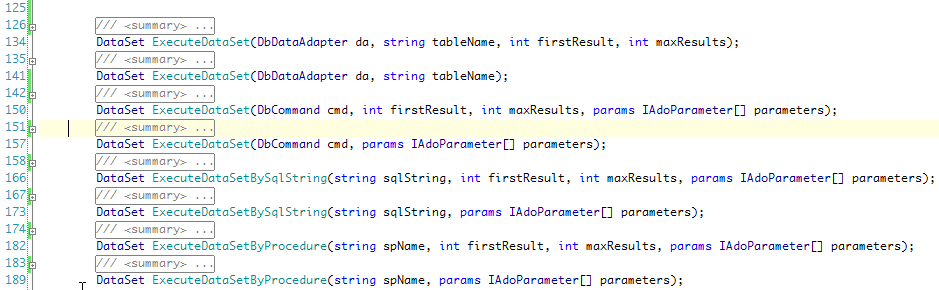 125
126 /// <summary> ...
134 DataSet ExecuteDataSet(DbDataAdapter da, string tableName, int firstResult, int maxResults);
135 /// <summary> ...
141 DataSet ExecuteDataSet(DbDataAdapter da, string tableName);
142 /// <summary> ...
150 DataSet ExecuteDataSet(DbCommand cmd, int firstResult, int maxResults, params IAdoParameter[] parameters);
151 /// <summary> ...
157 DataSet ExecuteDataSet(DbCommand cmd, params IAdoParameter[] parameters);
158 /// <summary> ...
166 DataSet ExecuteDataSetBySqlString(string sqlString, int firstResult, int maxResults, params IAdoParameter[] parameters);
167 /// <summary> ...
173 DataSet ExecuteDataSetBySqlString(string sqlString, params IAdoParameter[] parameters);
174 /// <summary> ...
182 DataSet ExecuteDataSetByProcedure(string spName, int firstResult, int maxResults, params IAdoParameter[] parameters);
183 /// <summary> ...
189 DataSet ExecuteDataSetByProcedure(string spName, params IAdoParameter[] parameters);